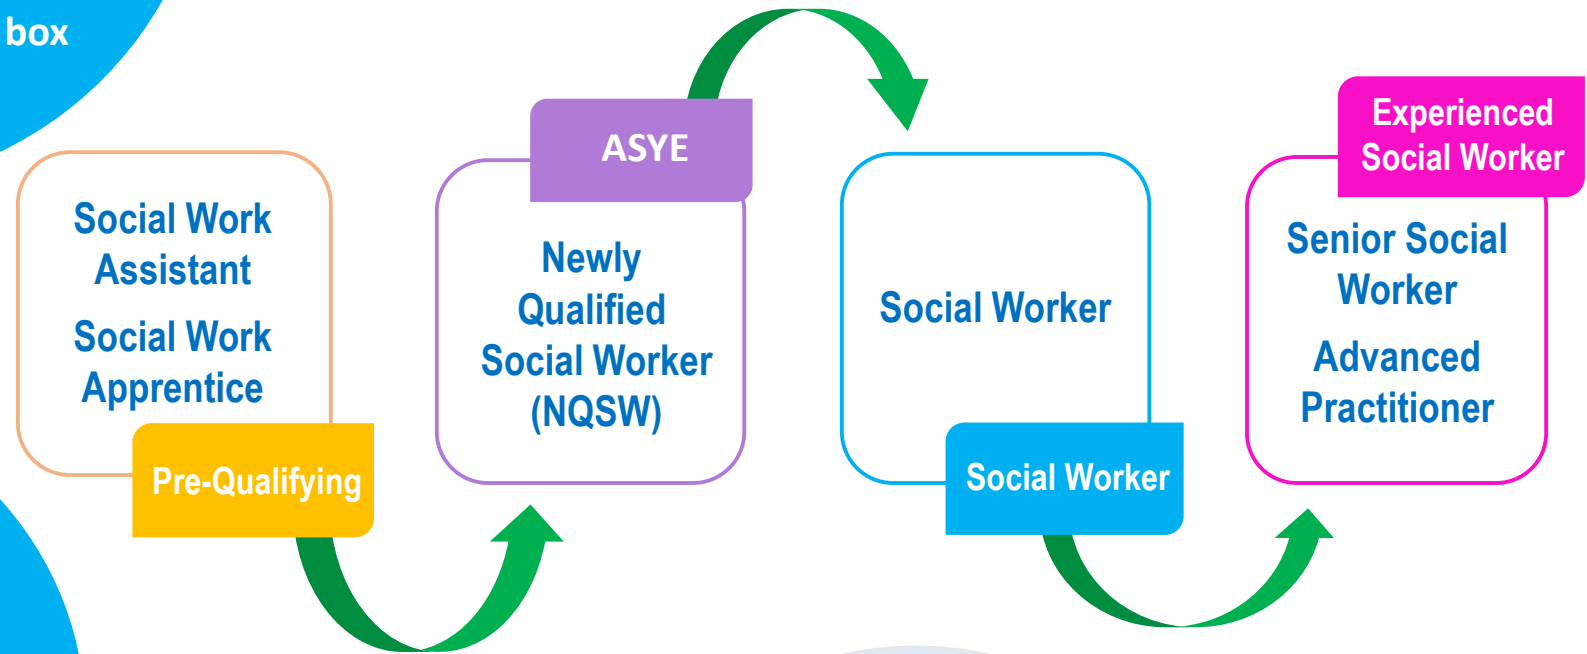 box
Social Work
Assistant
Social Work
Apprentice
Pre-Qualifying
ASYE
Newly
Qualified
Social Worker
(NQSW)
Social Worker
Social Worker
Experienced
Social Worker
Senior Social
Worker
Advanced
Practitioner